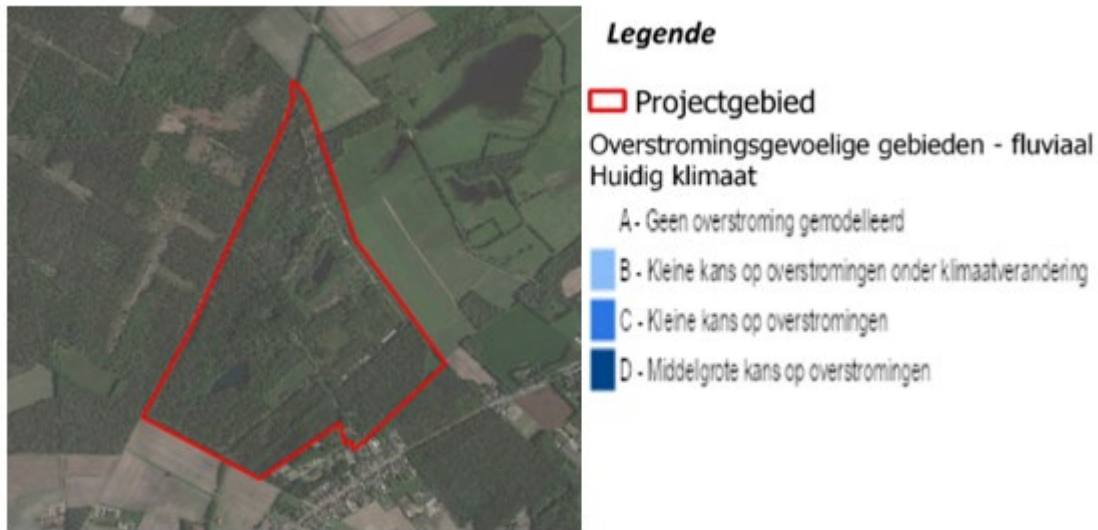 Legende
Projectgebied
Overstromingsgevoelige gebieden - fluviaal
Huidig klimaat
A - Geen overstroming gemodelleerd
B - Kleine kans op overstromingen onder klimaatverandering
C - Kleine kans op overstromingen
D - Middelgrote kans op overstromingen